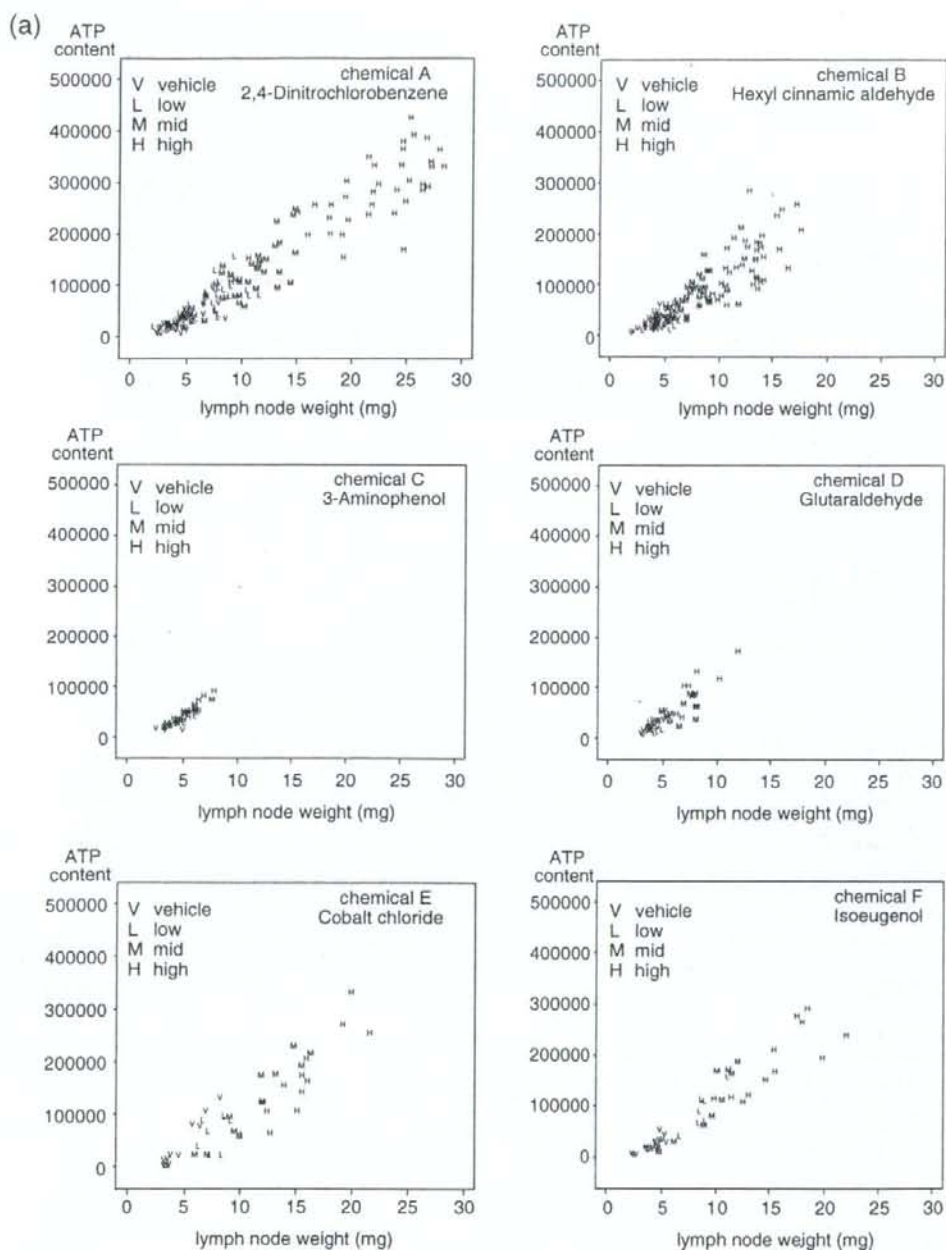 (a)
ATP
content
chemical A
2,4-Dinitrochlorobenzene
V vehicle
L low
M mid
H high
500000
400000
300000
200000
100000
0
0 5 10 15 20 25 30
lymph node weight (mg)
ATP
content
chemical B
Hexyl cinnamic aldehyde
V vehicle
L low
M mid
H high
500000
400000
300000
200000
100000
0
0 5 10 15 20 25 30
lymph node weight (mg)
ATP
content
chemical C
3-Aminophenol
V vehicle
L low
M mid
H high
500000
400000
300000
200000
100000
0
0 5 10 15 20 25 30
lymph node weight (mg)
ATP
content
chemical D
Glutaraldehyde
V vehicle
L low
M mid
H high
500000
400000
300000
200000
100000
0
0 5 10 15 20 25 30
lymph node weight (mg)
ATP
content
chemical E
Cobalt chloride
V vehicle
L low
M mid
H high
500000
400000
300000
200000
100000
0
0 5 10 15 20 25 30
lymph node weight (mg)
ATP
content
chemical F
Isoeugenol
V vehicle
L low
M mid
H high
500000
400000
300000
200000
100000
0
0 5 10 15 20 25 30
lymph node weight (mg)